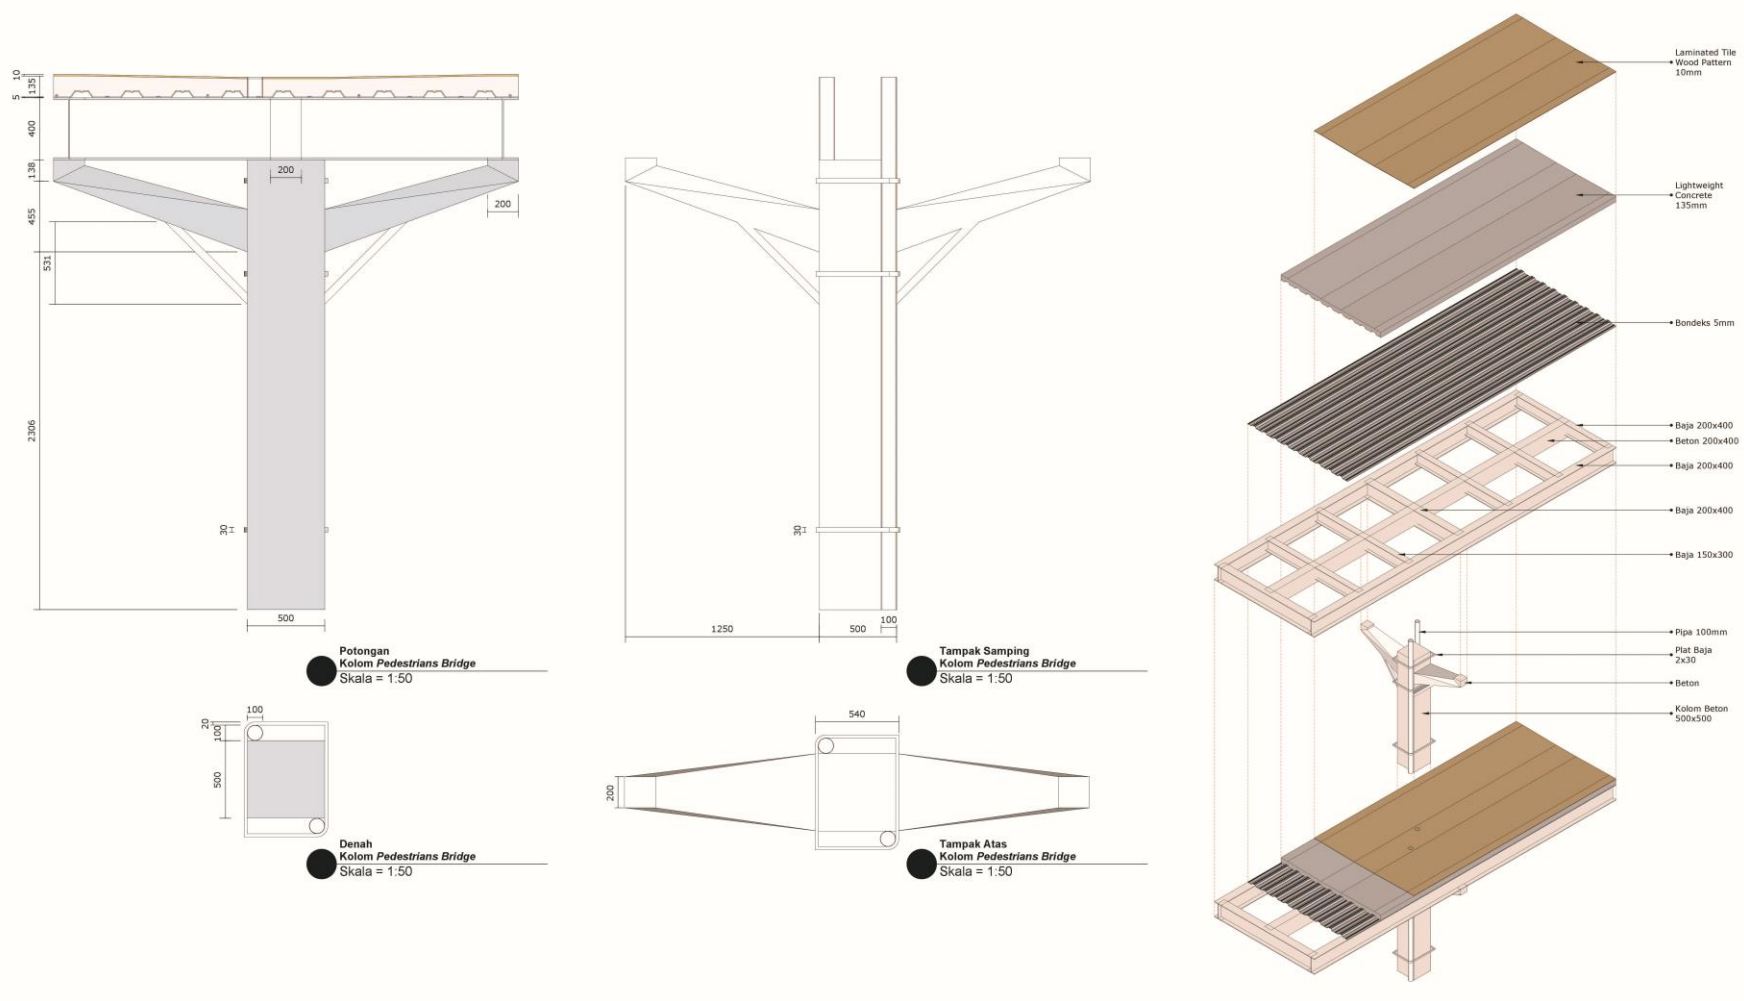 10
135
5
400
138
455
531
2306
200
200
30
500
Potongan
Kolom Pedestrians Bridge
Skala = 1:50
30
1250
500
100
Tampak Samping
Kolom Pedestrians Bridge
Skala = 1:50
100
20
100
500
Denah
Kolom Pedestrians Bridge
Skala = 1:50
540
200
Tampak Atas
Kolom Pedestrians Bridge
Skala = 1:50
Laminated Tile
Wood Pattern
10mm
Lightweight
Concrete
135mm
Bondeks 5mm
Baja 200x400
Beton 200x400
Baja 200x400
Baja 200x400
Baja 150x300
Pipa 100mm
Plat Baja
2x30
Beton
Kolom Beton
500x500